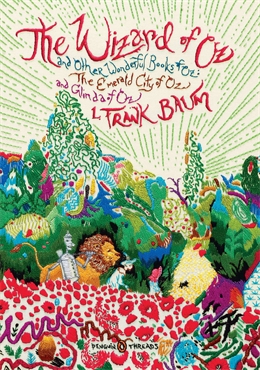 The Wizard of Oz
and Other Wonderful Books of Oz:
The Emerald City of Oz
and Glinda of Oz
L. FRANK BAUM
PENGUIN THREADS